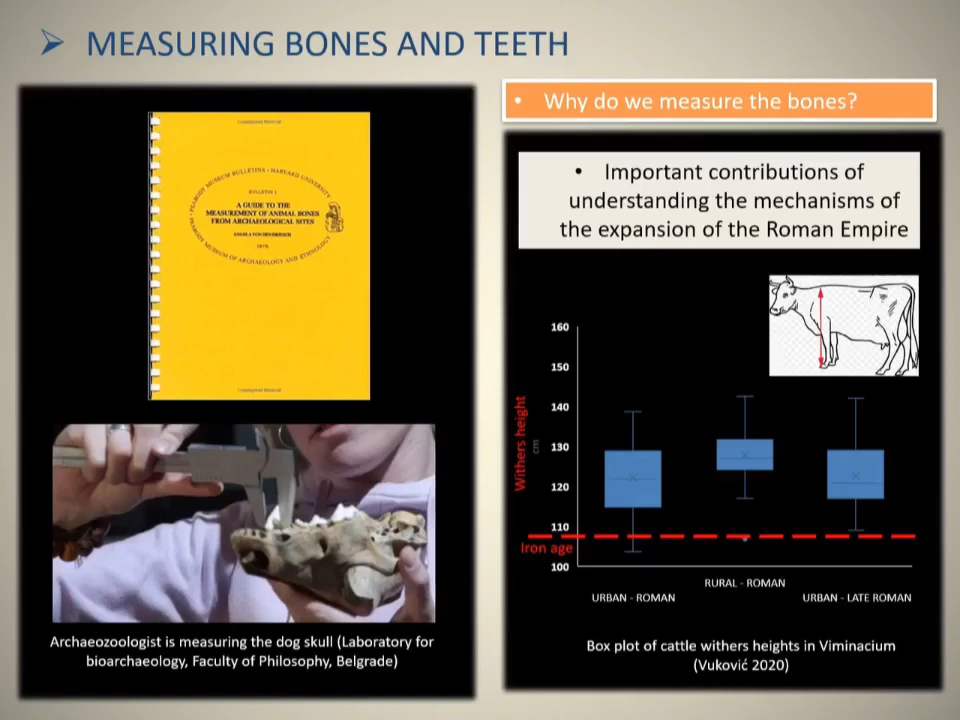 ➢ MEASURING BONES AND TEETH
PEABODY MUSEUM BULLETINS • HARVARD UNIVERSITY
BULLETIN 1
A GUIDE TO THE
MEASUREMENT OF ANIMAL BONES
FROM ARCHAEOLOGICAL SITES
ANGELA VON DEN DRIESCH
1976
PEABODY MUSEUM OF ARCHAEOLOGY AND ETHNOLOGY
Copyrighted Material
Archaeozoologist is measuring the dog skull (Laboratory for
bioarchaeology, Faculty of Philosophy, Belgrade)
• Why do we measure the bones?
• Important contributions of
understanding the mechanisms of
the expansion of the Roman Empire
Withers height
cm
160
150
140
130
120
110
100
Iron age
URBAN - ROMAN
RURAL - ROMAN
URBAN - LATE ROMAN
Box plot of cattle withers heights in Viminacium
(Vuković 2020)